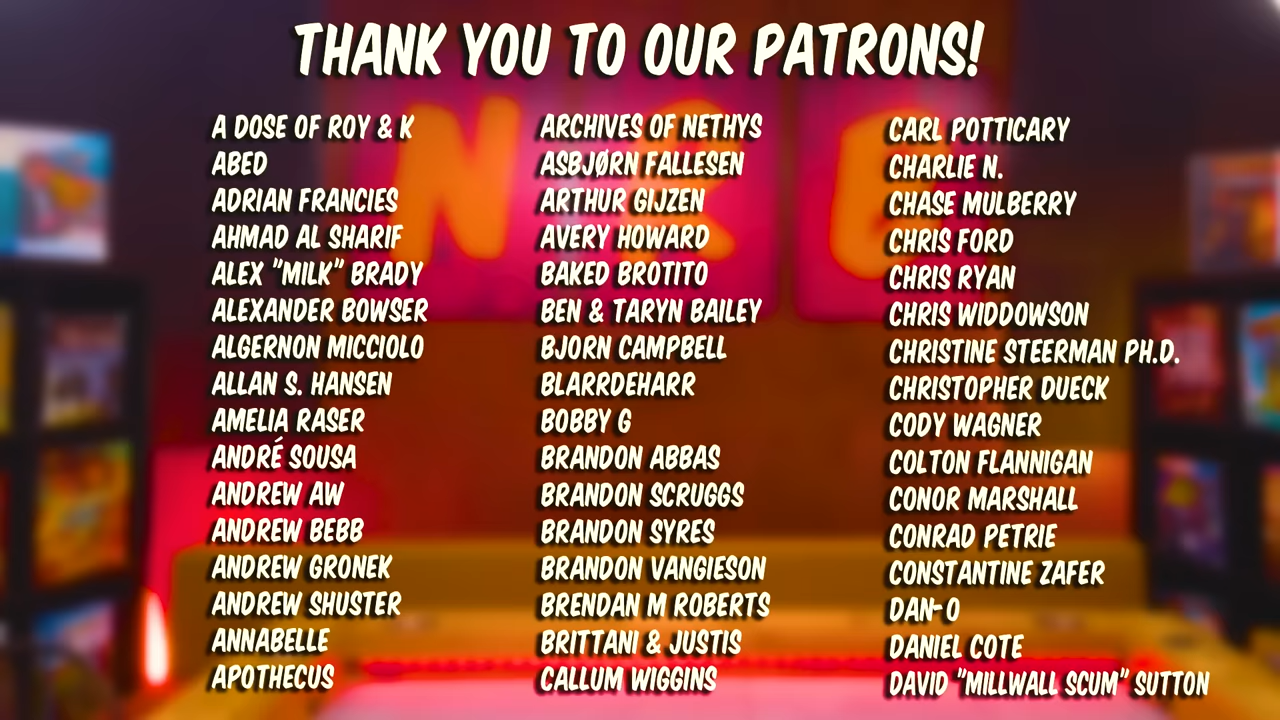 THANK YOU TO OUR PATRONS!
A DOSE OF ROY & K
ABED
ADRIAN FRANCIES
AHMAD AL SHARIF
ALEX "MILK" BRADY
ALEXANDER BOWSER
ALGERNON MICCIOLO
ALLAN S. HANSEN
AMELIA RASER
ANDRÉ SOUSA
ANDREW AW
ANDREW BEBB
ANDREW GRONEK
ANDREW SHUSTER
ANNABELLE
APOTHECUS
ARCHIVES OF NETHYS
ASBJØRN FALLESEN
ARTHUR GIJZEN
AVERY HOWARD
BAKED BROTITO
BEN & TARYN BAILEY
BJORN CAMPBELL
BLARRDEHARR
BOBBY G
BRANDON ABBAS
BRANDON SCRUGGS
BRANDON SYRES
BRANDON VANGIESON
BRENDAN M ROBERTS
BRITTANI & JUSTIS
CALLUM WIGGINS
CARL POTTICARY
CHARLIE N.
CHASE MULBERRY
CHRIS FORD
CHRIS RYAN
CHRIS WIDDOWSON
CHRISTINE STEERMAN PH.D.
CHRISTOPHER DUECK
CODY WAGNER
COLTON FLANNIGAN
CONOR MARSHALL
CONRAD PETRIE
CONSTANTINE ZAFER
DAN-O
DANIEL COTE
DAVID "MILLWALL SCUM" SUTTON